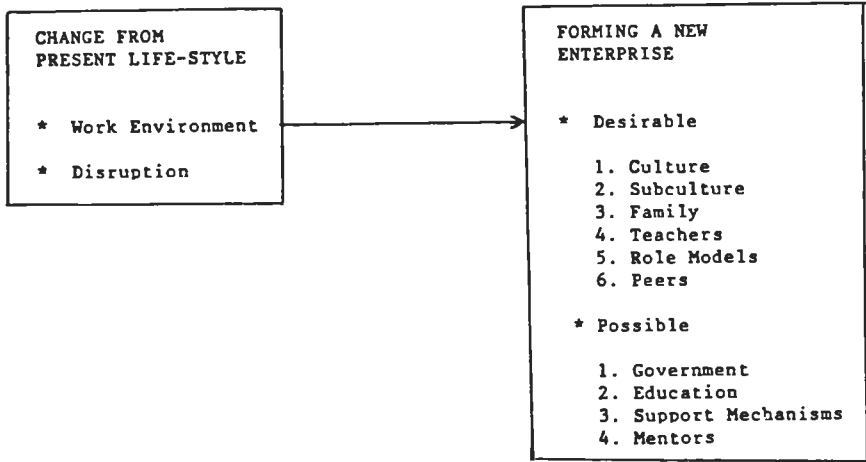 CHANGE FROM
PRESENT LIFE-STYLE
* Work Environment
* Disruption
FORMING A NEW
ENTERPRISE
* Desirable
1. Culture
2. Subculture
3. Family
4. Teachers
5. Role Models
6. Peers
* Possible
1. Government
2. Education
3. Support Mechanisms
4. Mentors